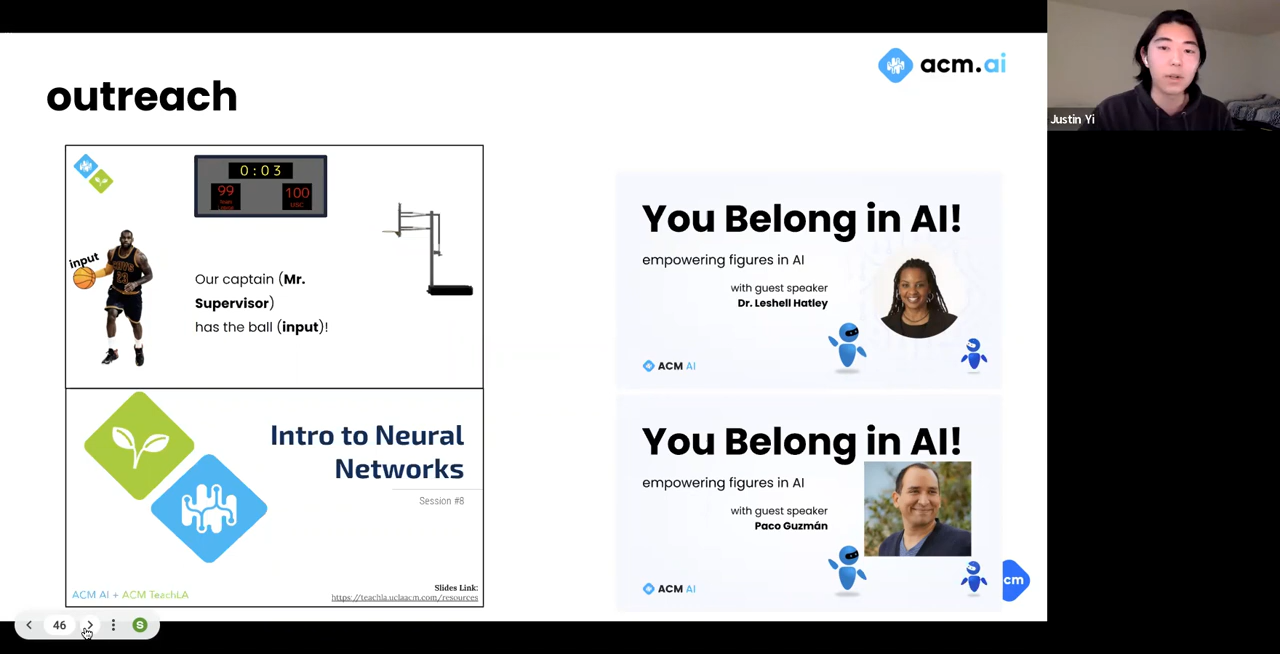 outreach
acm.ai
Justin Yi
0:03
99
100
input
Our captain (Mr.
Supervisor)
has the ball (input)!
Intro to Neural
Networks
Session #8
ACM AI + ACM TeachLA
Slides Link:
https://teachla.uclaacm.com/resources
You Belong in AI!
empowering figures in AI
with guest speaker
Dr. Leshell Hatley
ACM AI
You Belong in AI!
empowering figures in AI
with guest speaker
Paco Guzmán
ACM AI
cm
46
S